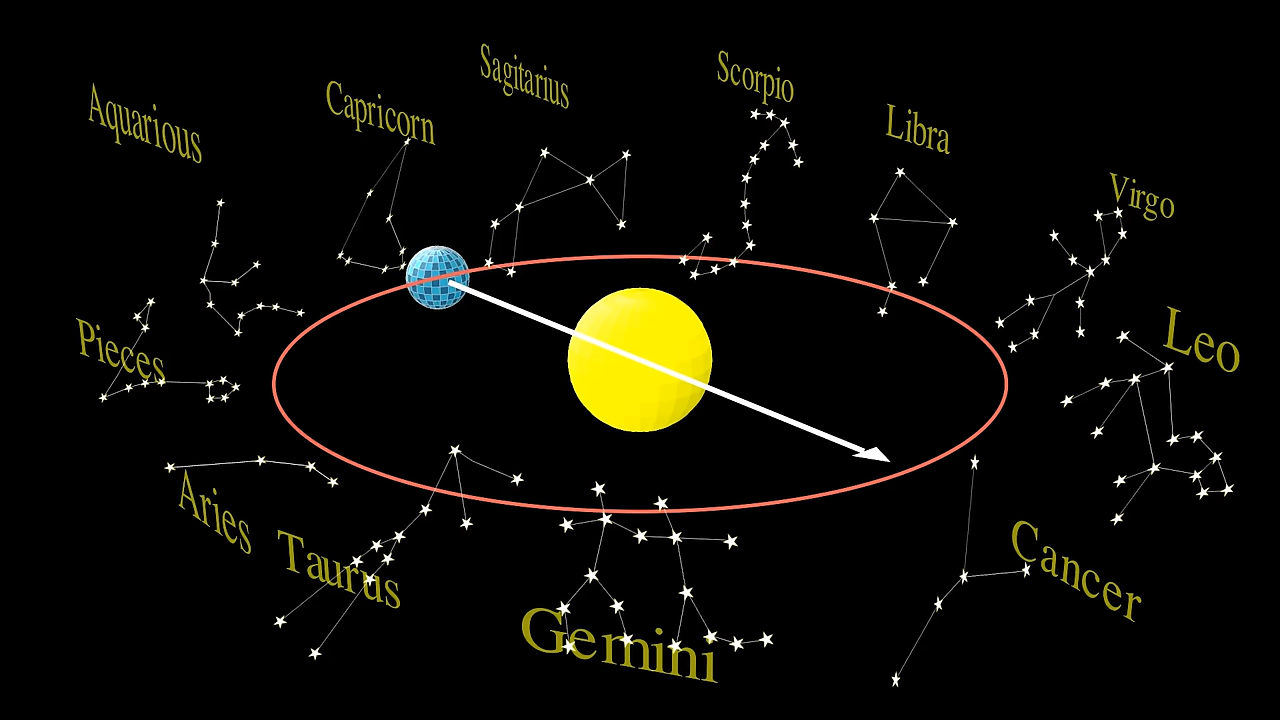 Sagitarius
Scorpio
Capricorn
Aquarious
Libra
Virgo
Leo
Pieces
Aries
Taurus
Cancer
Gemini